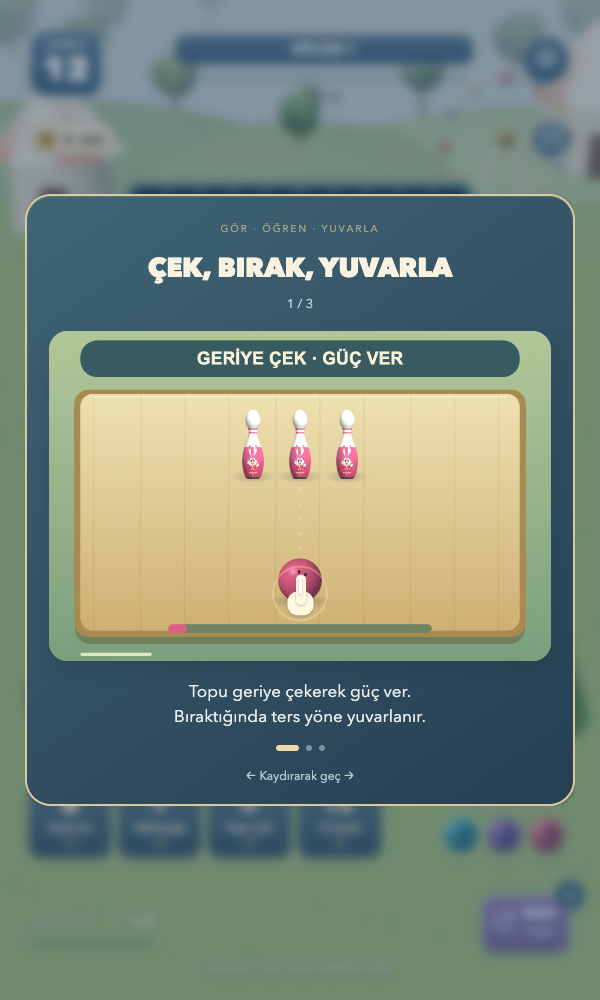 12
GÖR · ÖĞREN · YUVARLA
ÇEK, BIRAK, YUVARLA
1 / 3
GERİYE ÇEK · GÜÇ VER
Topu geriye çekerek güç ver.
Bıraktığında ters yöne yuvarlanır.
← Kaydırarak geç →